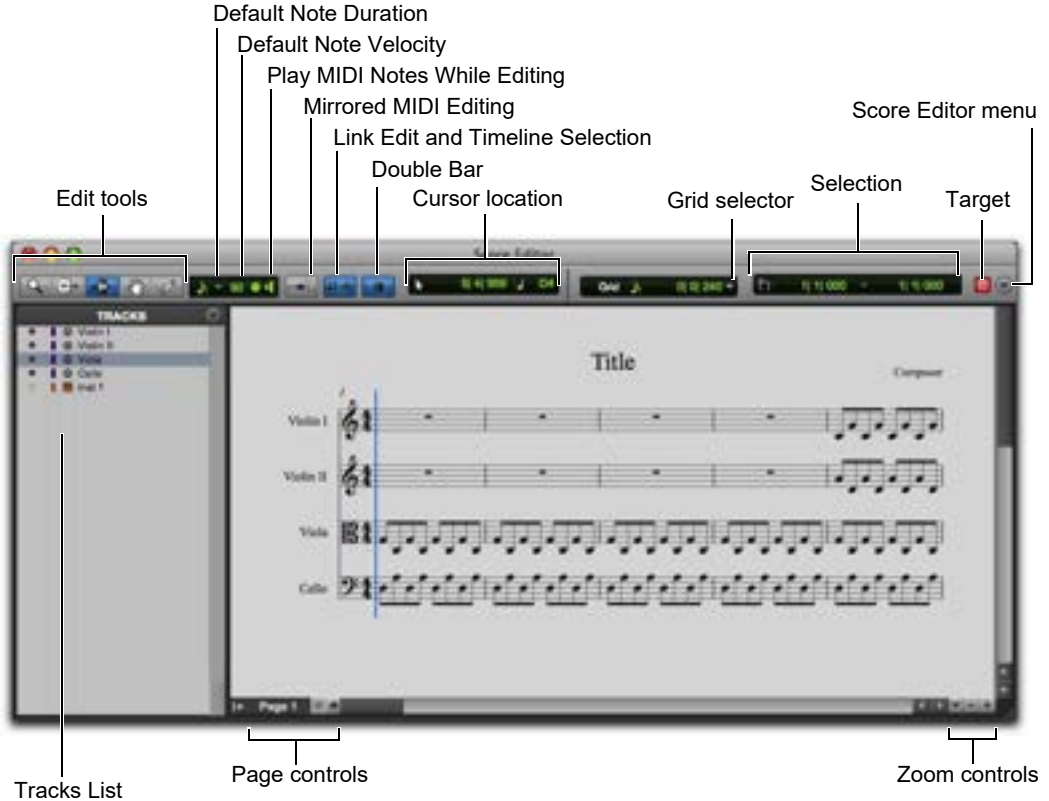 Default Note Duration
Default Note Velocity
Play MIDI Notes While Editing
Mirrored MIDI Editing
Score Editor menu
Link Edit and Timeline Selection
Double Bar
Selection
Edit tools
Cursor location
Grid selector
Target
Score Editor
Grid
TRACKS
Violin I
Violin II
Viola
Cello
Inst 1
Title
Composer
Violin I
Violin II
Viola
Cello
Page 1
Page controls
Zoom controls
Tracks List